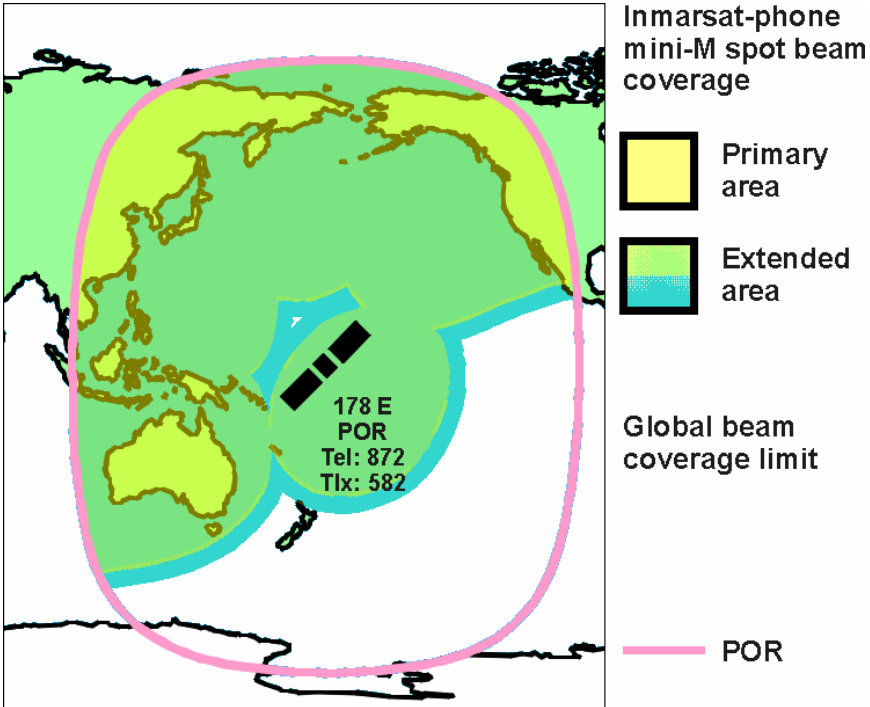 Inmarsat-phone
mini-M spot beam
coverage
Primary
area
Extended
area
178 E
POR
Tel: 872
Tlx: 582
Global beam
coverage limit
POR